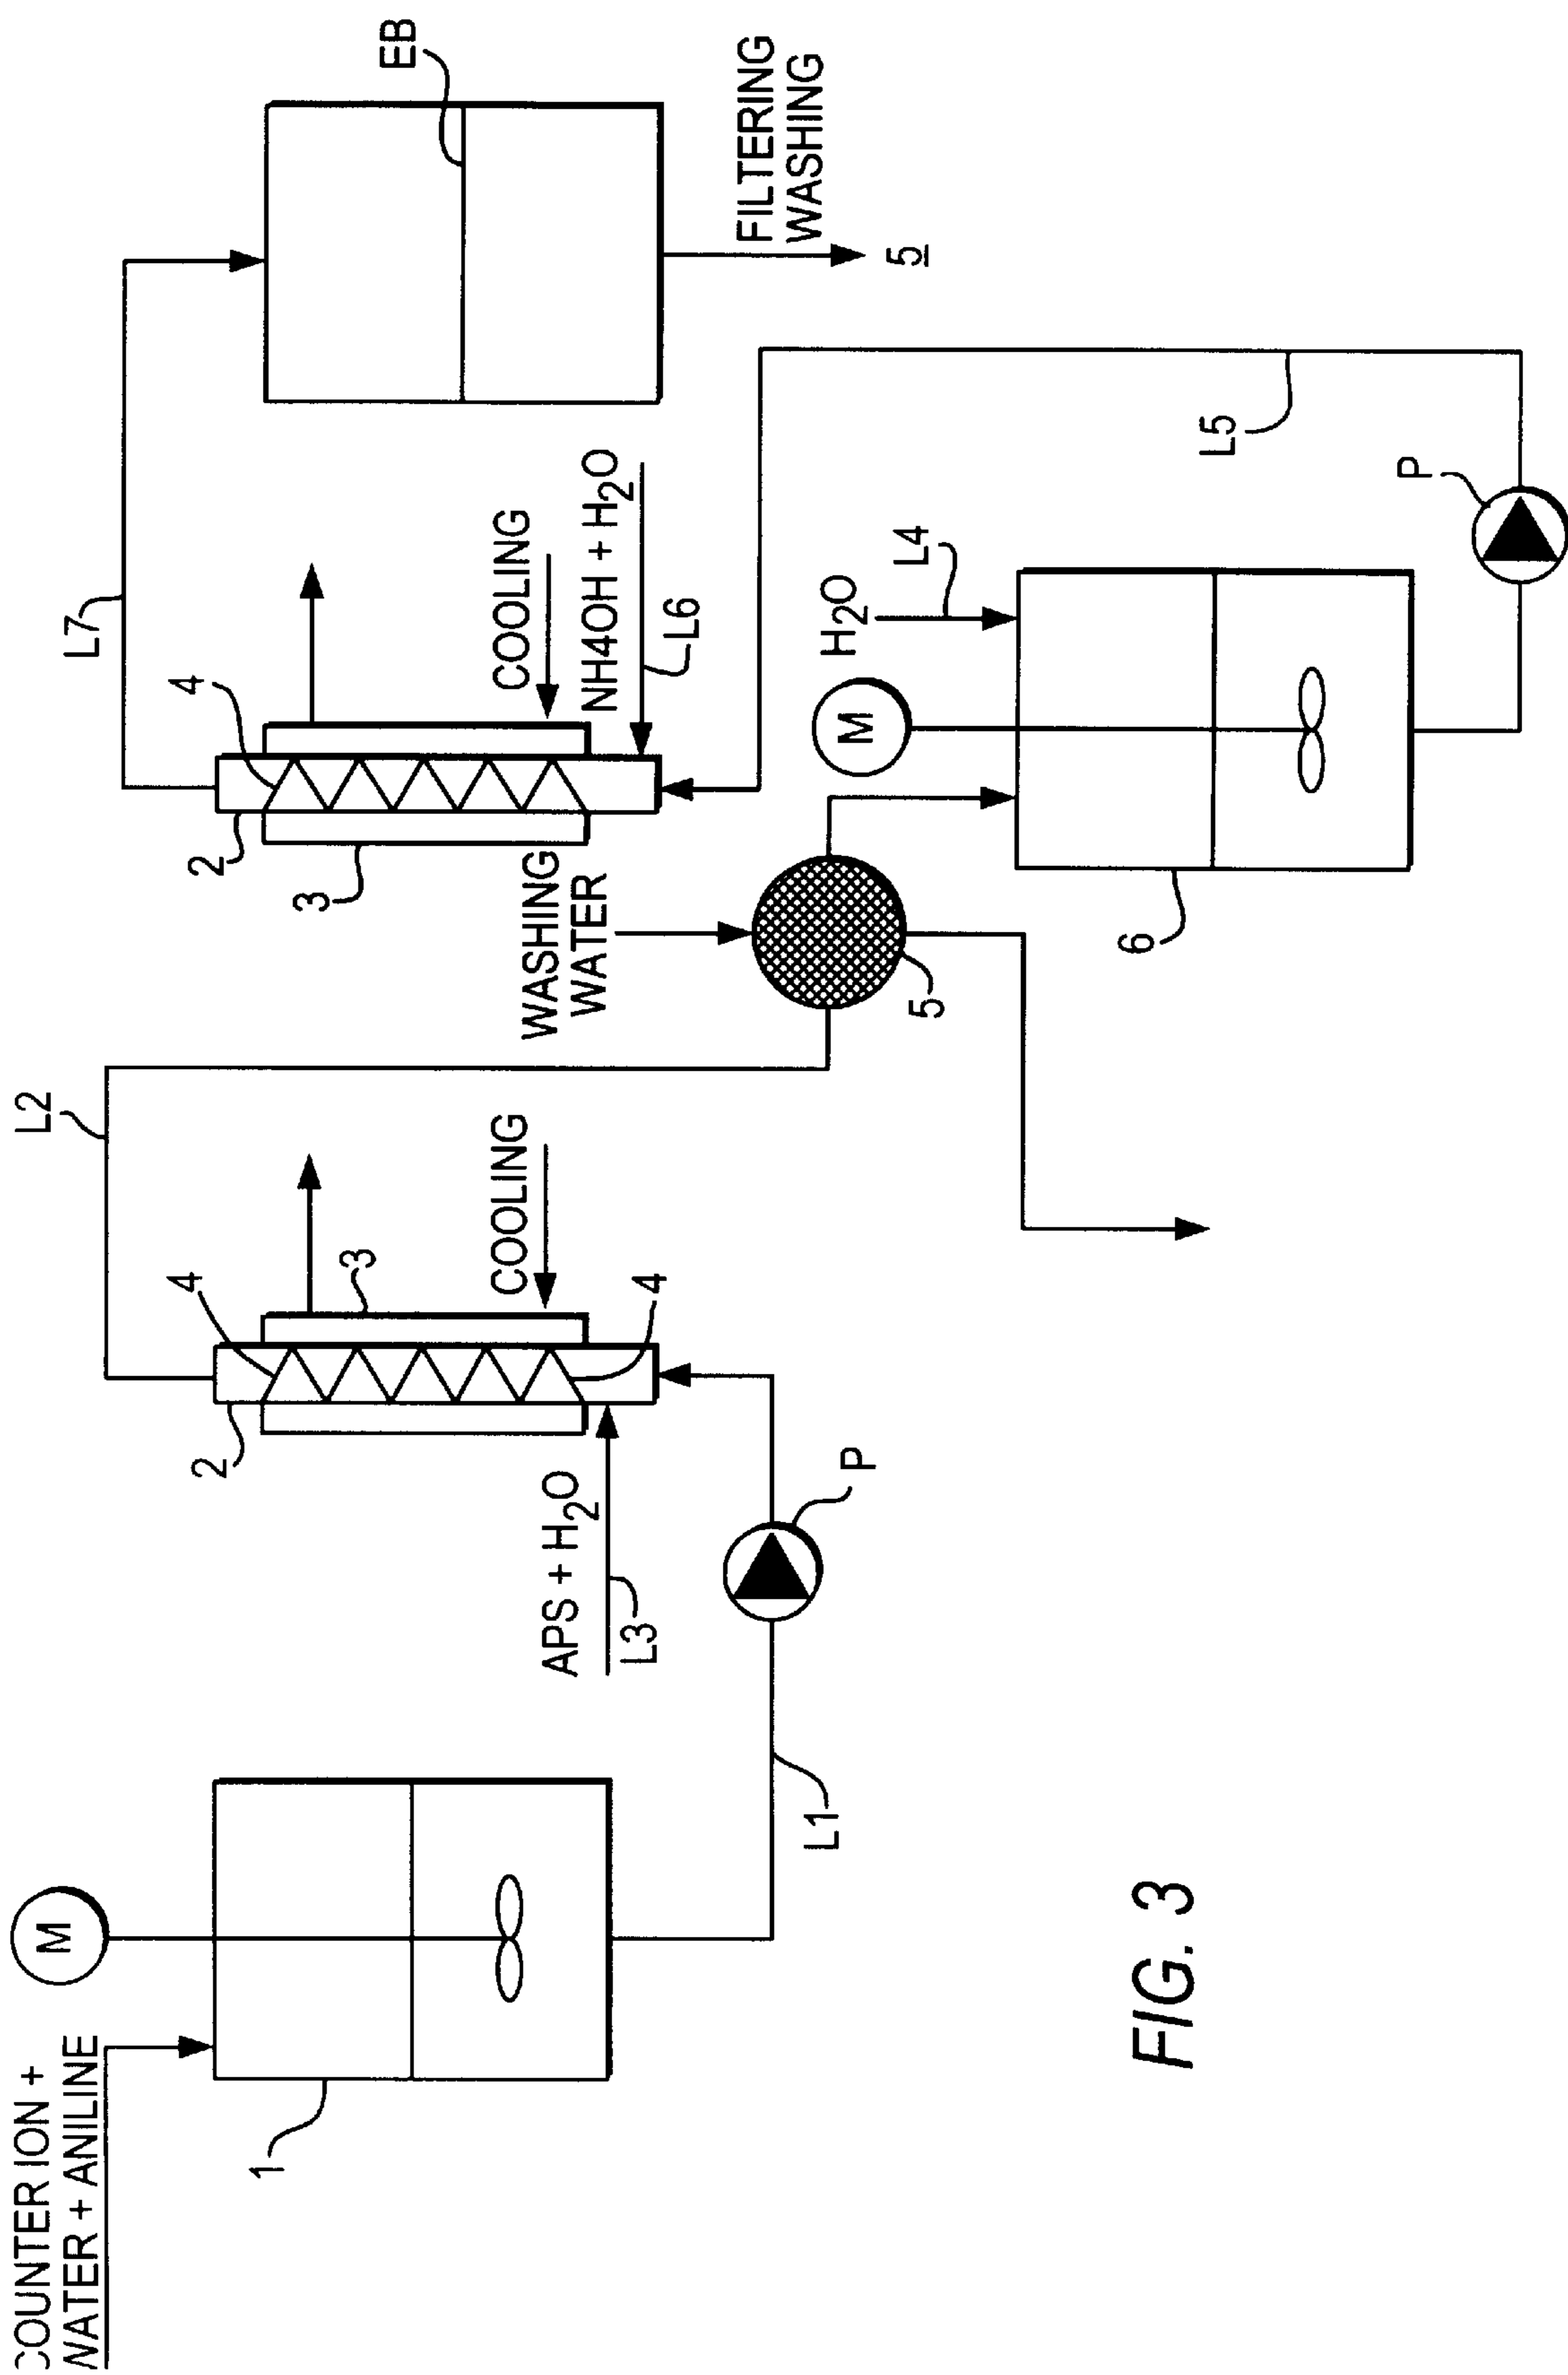 COUNTER ION +
WATER + ANILINE
M
1
L1
P
APS + H2O
L3
2
4
3
COOLING
4
L2
WASHING
WATER
5
2
3
4
L7
COOLING
NH4OH + H2O
L6
M
H2O
L4
6
P
L5
EB
FILTERING
WASHING
5
FIG. 3